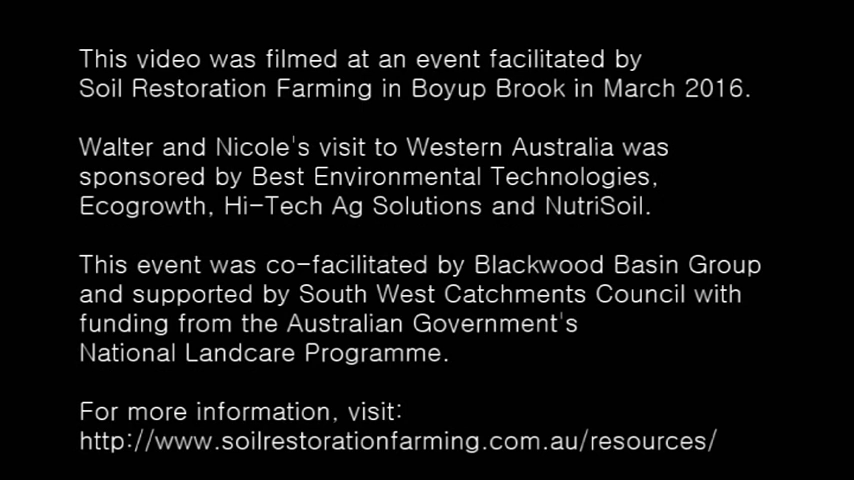 This video was filmed at an event facilitated by
Soil Restoration Farming in Boyup Brook in March 2016.
Walter and Nicole's visit to Western Australia was
sponsored by Best Environmental Technologies,
Ecogrowth, Hi-Tech Ag Solutions and NutriSoil.
This event was co-facilitated by Blackwood Basin Group
and supported by South West Catchments Council with
funding from the Australian Government's
National Landcare Programme.
For more information, visit:
http://www.soilrestorationfarming.com.au/resources/